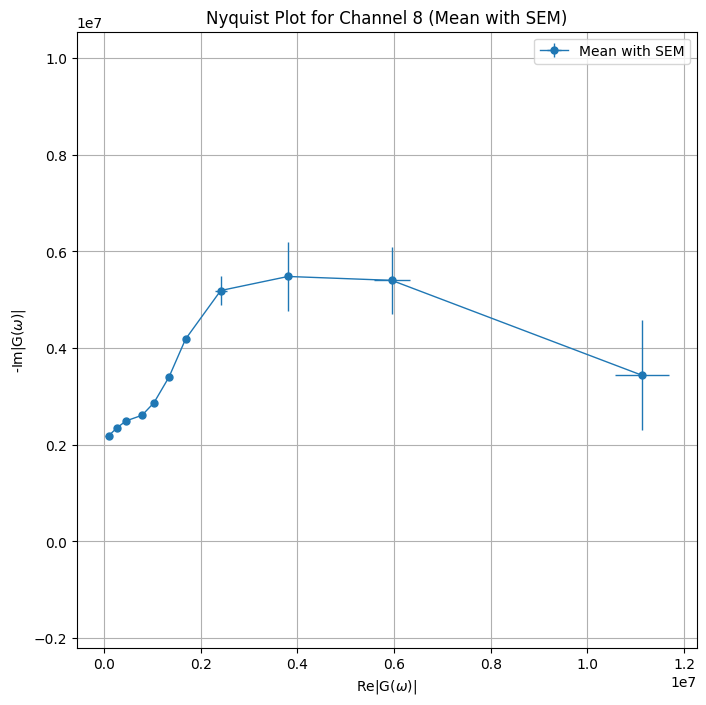 Nyquist Plot for Channel 8 (Mean with SEM)
1e7
Mean with SEM
1.0
0.8
0.6
0.4
0.2
0.0
−0.2
-Im|G(ω)|
0.0 0.2 0.4 0.6 0.8 1.0 1.2
1e7
Re|G(ω)|